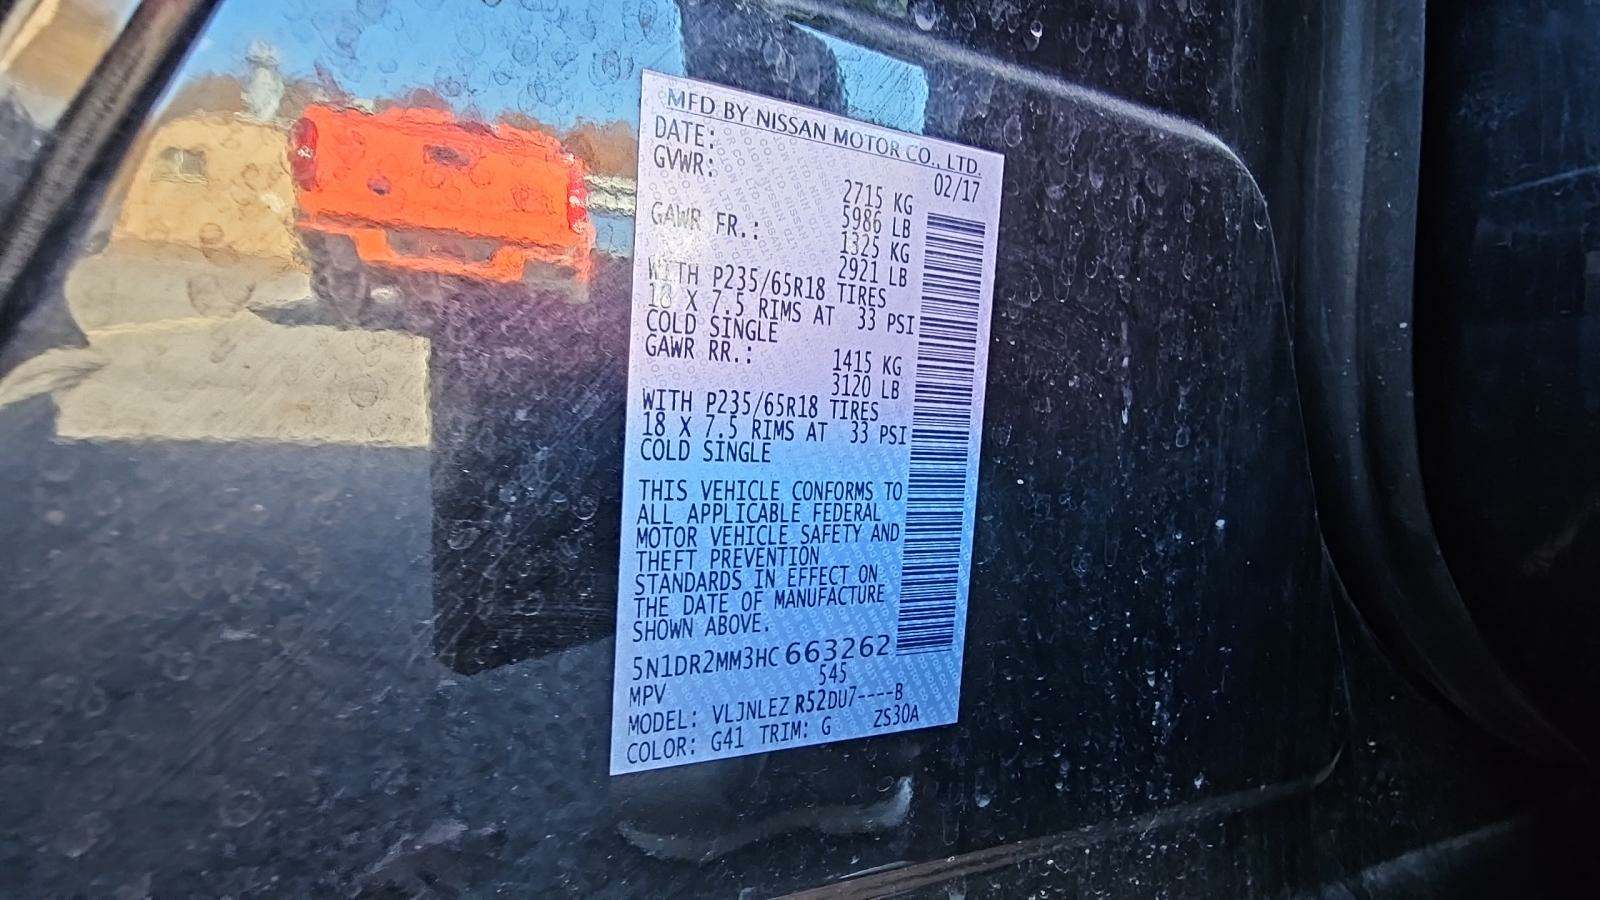 MFD BY NISSAN MOTOR CO., LTD.
DATE: 02/17
GVWR: 2715 KG
5986 LB
GAWR FR.: 1325 KG
2921 LB
WITH P235/65R18 TIRES
18 X 7.5 RIMS AT 33 PSI
COLD SINGLE
GAWR RR.: 1415 KG
3120 LB
WITH P235/65R18 TIRES
18 X 7.5 RIMS AT 33 PSI
COLD SINGLE
THIS VEHICLE CONFORMS TO
ALL APPLICABLE FEDERAL
MOTOR VEHICLE SAFETY AND
THEFT PREVENTION
STANDARDS IN EFFECT ON
THE DATE OF MANUFACTURE
SHOWN ABOVE.
5N1DR2MM3HC663262
MPV 545
MODEL: VLJNLEZ R52DU7----B
COLOR: G41 TRIM: G ZS30A